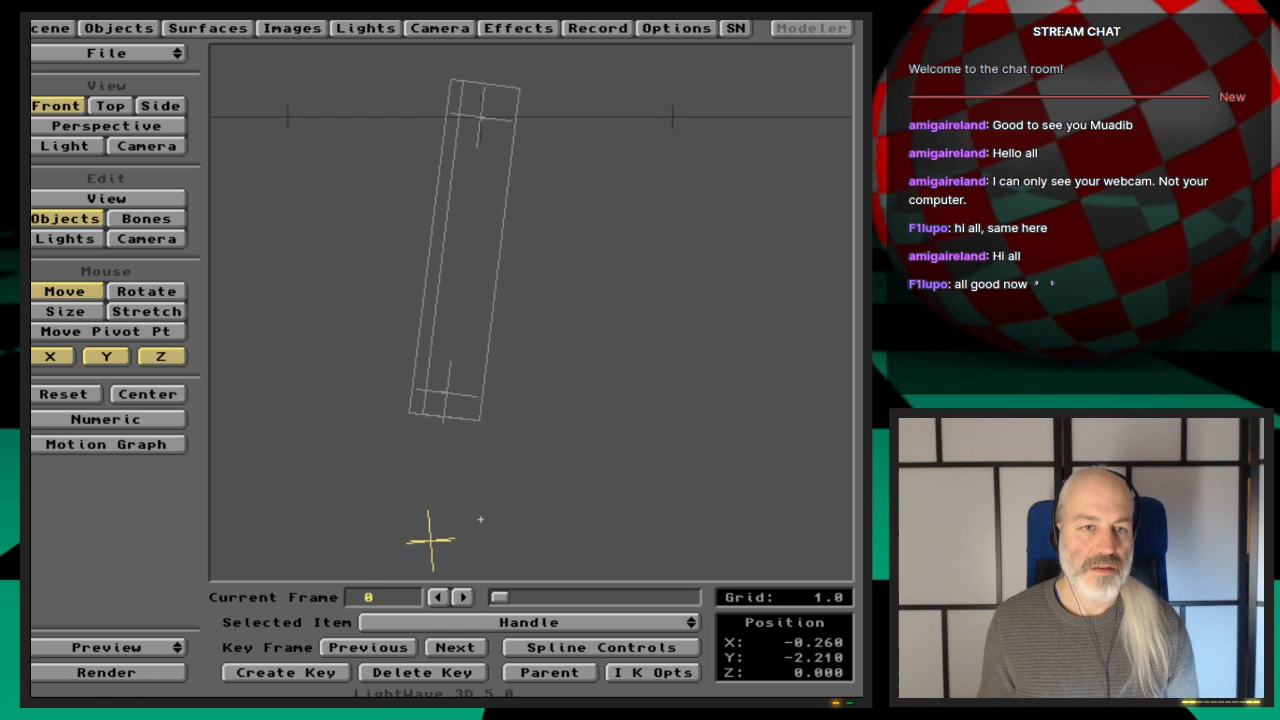 cene Objects Surfaces Images Lights Camera Effects Record Options SN Modeler
File
View
Front Top Side
Perspective
Light Camera
Edit
View
Objects Bones
Lights Camera
Mouse
Move Rotate
Size Stretch
Move Pivot Pt
X Y Z
Reset Center
Numeric
Motion Graph
Preview
Render
Current Frame 0
Selected Item Handle
Key Frame Previous Next Spline Controls
Create Key Delete Key Parent I K Opts
LightWave 3D 5.0
Grid: 1.0
Position
X: -0.260
Y: -2.210
Z: 0.000
STREAM CHAT
Welcome to the chat room!
New
amigaireland: Good to see you Muadib
amigaireland: Hello all
amigaireland: I can only see your webcam. Not your
computer.
F1lupo: hi all, same here
amigaireland: Hi all
F1lupo: all good now